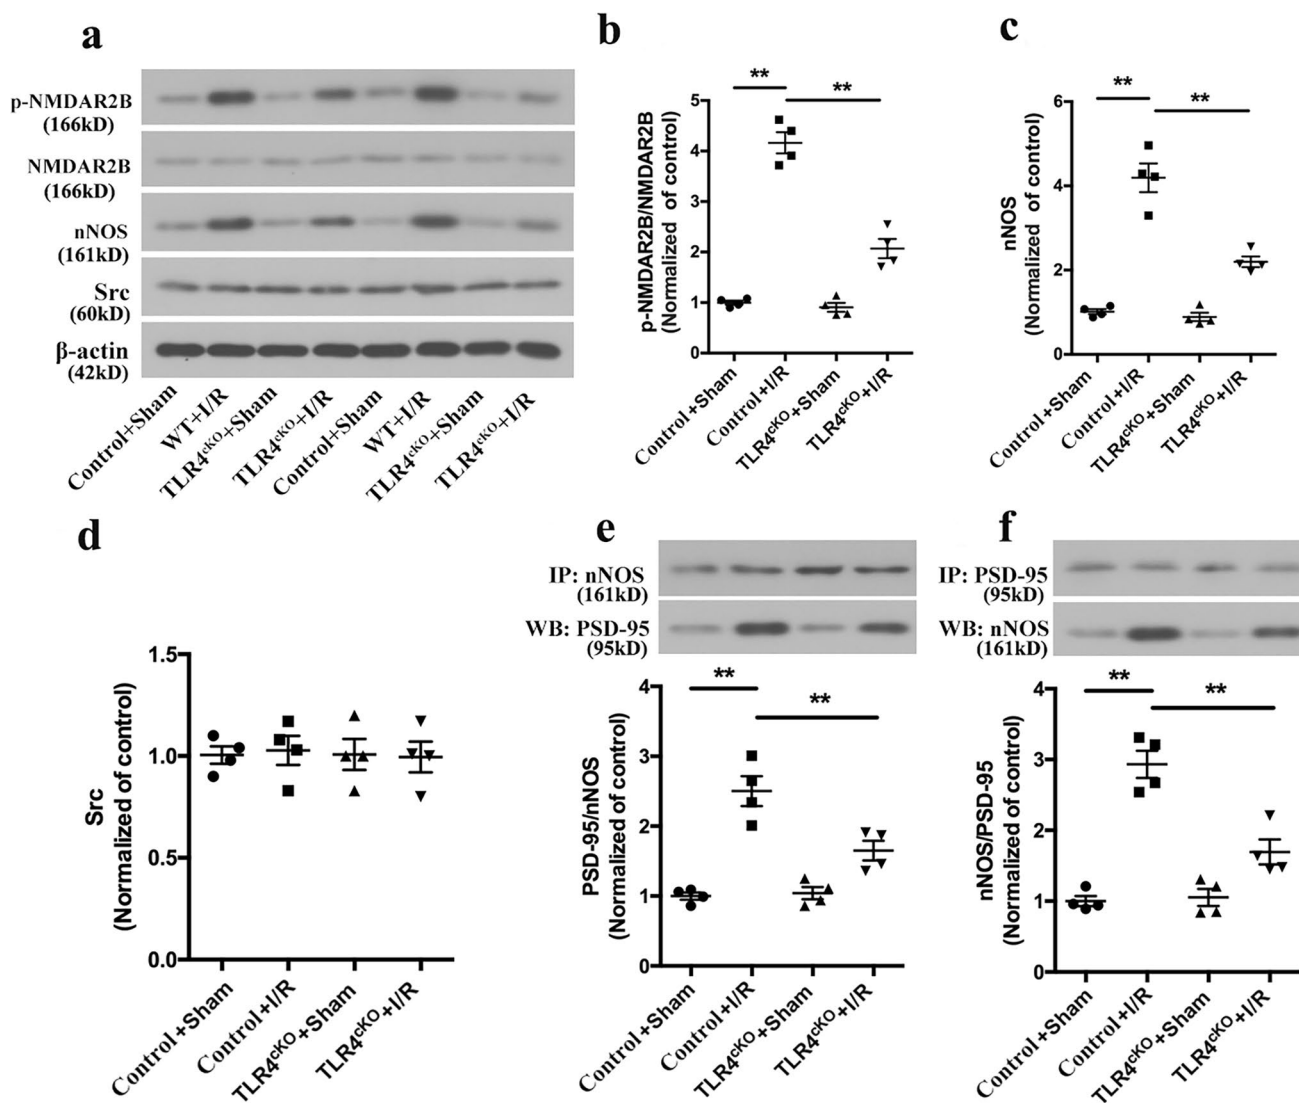 a
p-NMDAR2B
(166kD)
NMDAR2B
(166kD)
nNOS
(161kD)
Src
(60kD)
β-actin
(42kD)
Control+Sham
WT+I/R
TLR4cKO+Sham
TLR4cKO+I/R
Control+Sham
WT+I/R
TLR4cKO+Sham
TLR4cKO+I/R
b
**
**
p-NMDAR2B/NMDAR2B
(Normalized of control)
5
4
3
2
1
0
Control+Sham
Control+I/R
TLR4cKO+Sham
TLR4cKO+I/R
c
**
**
nNOS
(Normalized of control)
6
4
2
0
Control+Sham
Control+I/R
TLR4cKO+Sham
TLR4cKO+I/R
d
Src
(Normalized of control)
1.5
1.0
0.5
0.0
Control+Sham
Control+I/R
TLR4cKO+Sham
TLR4cKO+I/R
e
IP: nNOS
(161kD)
WB: PSD-95
(95kD)
**
**
PSD-95/nNOS
(Normalized of control)
4
3
2
1
0
Control+Sham
Control+I/R
TLR4cKO+Sham
TLR4cKO+I/R
f
IP: PSD-95
(95kD)
WB: nNOS
(161kD)
**
**
nNOS/PSD-95
(Normalized of control)
4
3
2
1
0
Control+Sham
Control+I/R
TLR4cKO+Sham
TLR4cKO+I/R